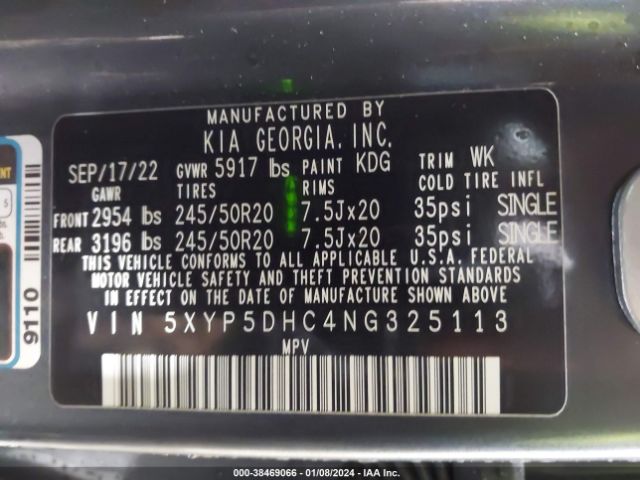 MANUFACTURED BY
KIA GEORGIA, INC.
SEP/17/22 GVWR 5917 lbs PAINT KDG TRIM WK
GAWR TIRES RIMS COLD TIRE INFL
FRONT 2954 lbs 245/50R20 7.5Jx20 35psi SINGLE
REAR 3196 lbs 245/50R20 7.5Jx20 35psi SINGLE
THIS VEHICLE CONFORMS TO ALL APPLICABLE U.S.A. FEDERAL
MOTOR VEHICLE SAFETY AND THEFT PREVENTION STANDARDS
IN EFFECT ON THE DATE OF MANUFACTURE SHOWN ABOVE
VIN 5XYP5DHC4NG325113
MPV
9110
5
000-38469066 - 01/08/2024 - IAA Inc.